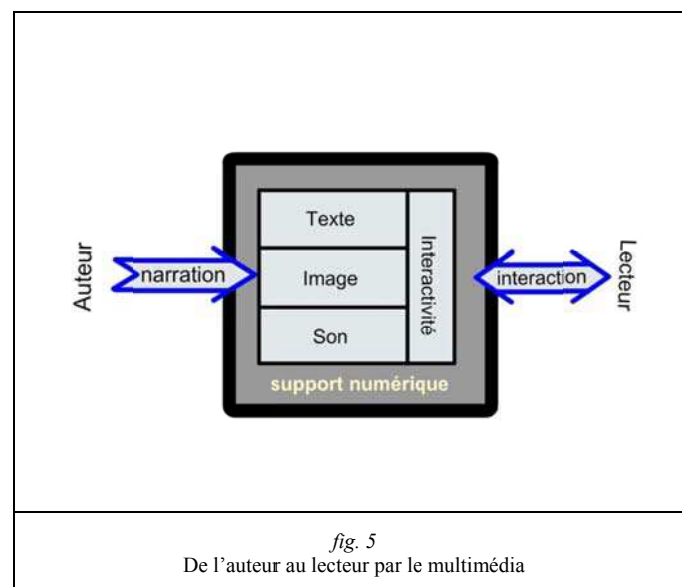 Auteur
narration
Texte
Image
Son
Interactivité
support numérique
interaction
Lecteur
fig. 5
De l'auteur au lecteur par le multimédia